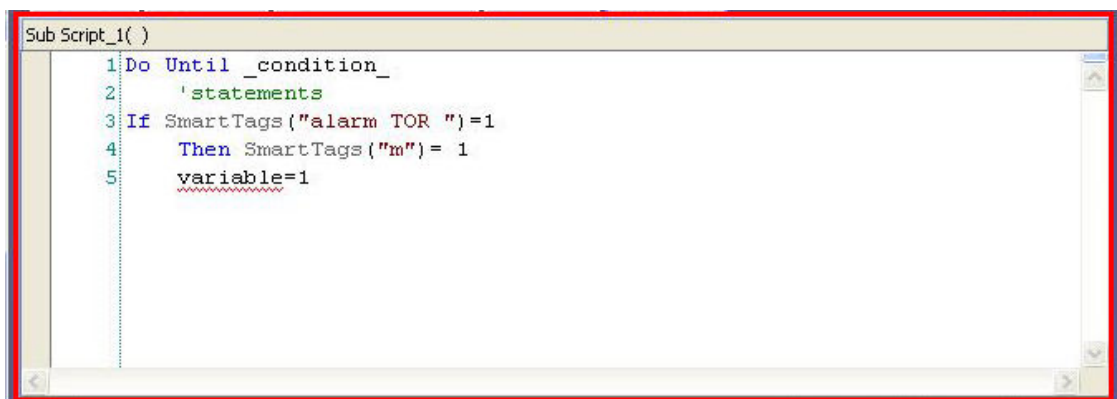 Sub Script_1( )
1 Do Until _condition_
2 'statements
3 If SmartTags("alarm TOR ")=1
4 Then SmartTags("m")= 1
5 variable=1